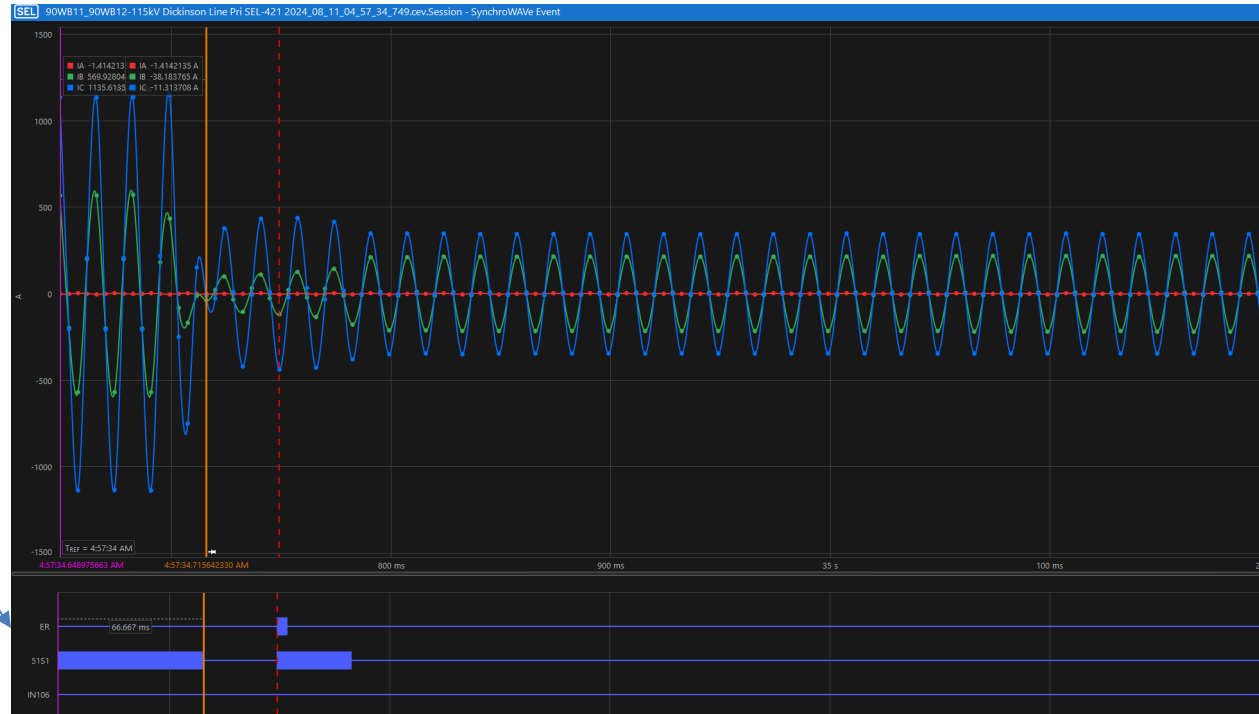 SEL 90WB11_90WB12-115kV Dickinson Line Pri SEL-421 2024_08_11_04_57_34_749.cev.Session - SynchroWAVe Event
1500
IA -1.414213 IA -1.4142135 A
IB 569.92804 IB -38.183765 A
IC 1135.6135 IC -11.313708 A
1000
500
0
A
-500
-1000
-1500
TREF = 4:57:34 AM
4:57:34.648975663 AM 4:57:34.715642330 AM 800 ms 900 ms 35 s 100 ms 2
ER 66.667 ms
51S1
IN106